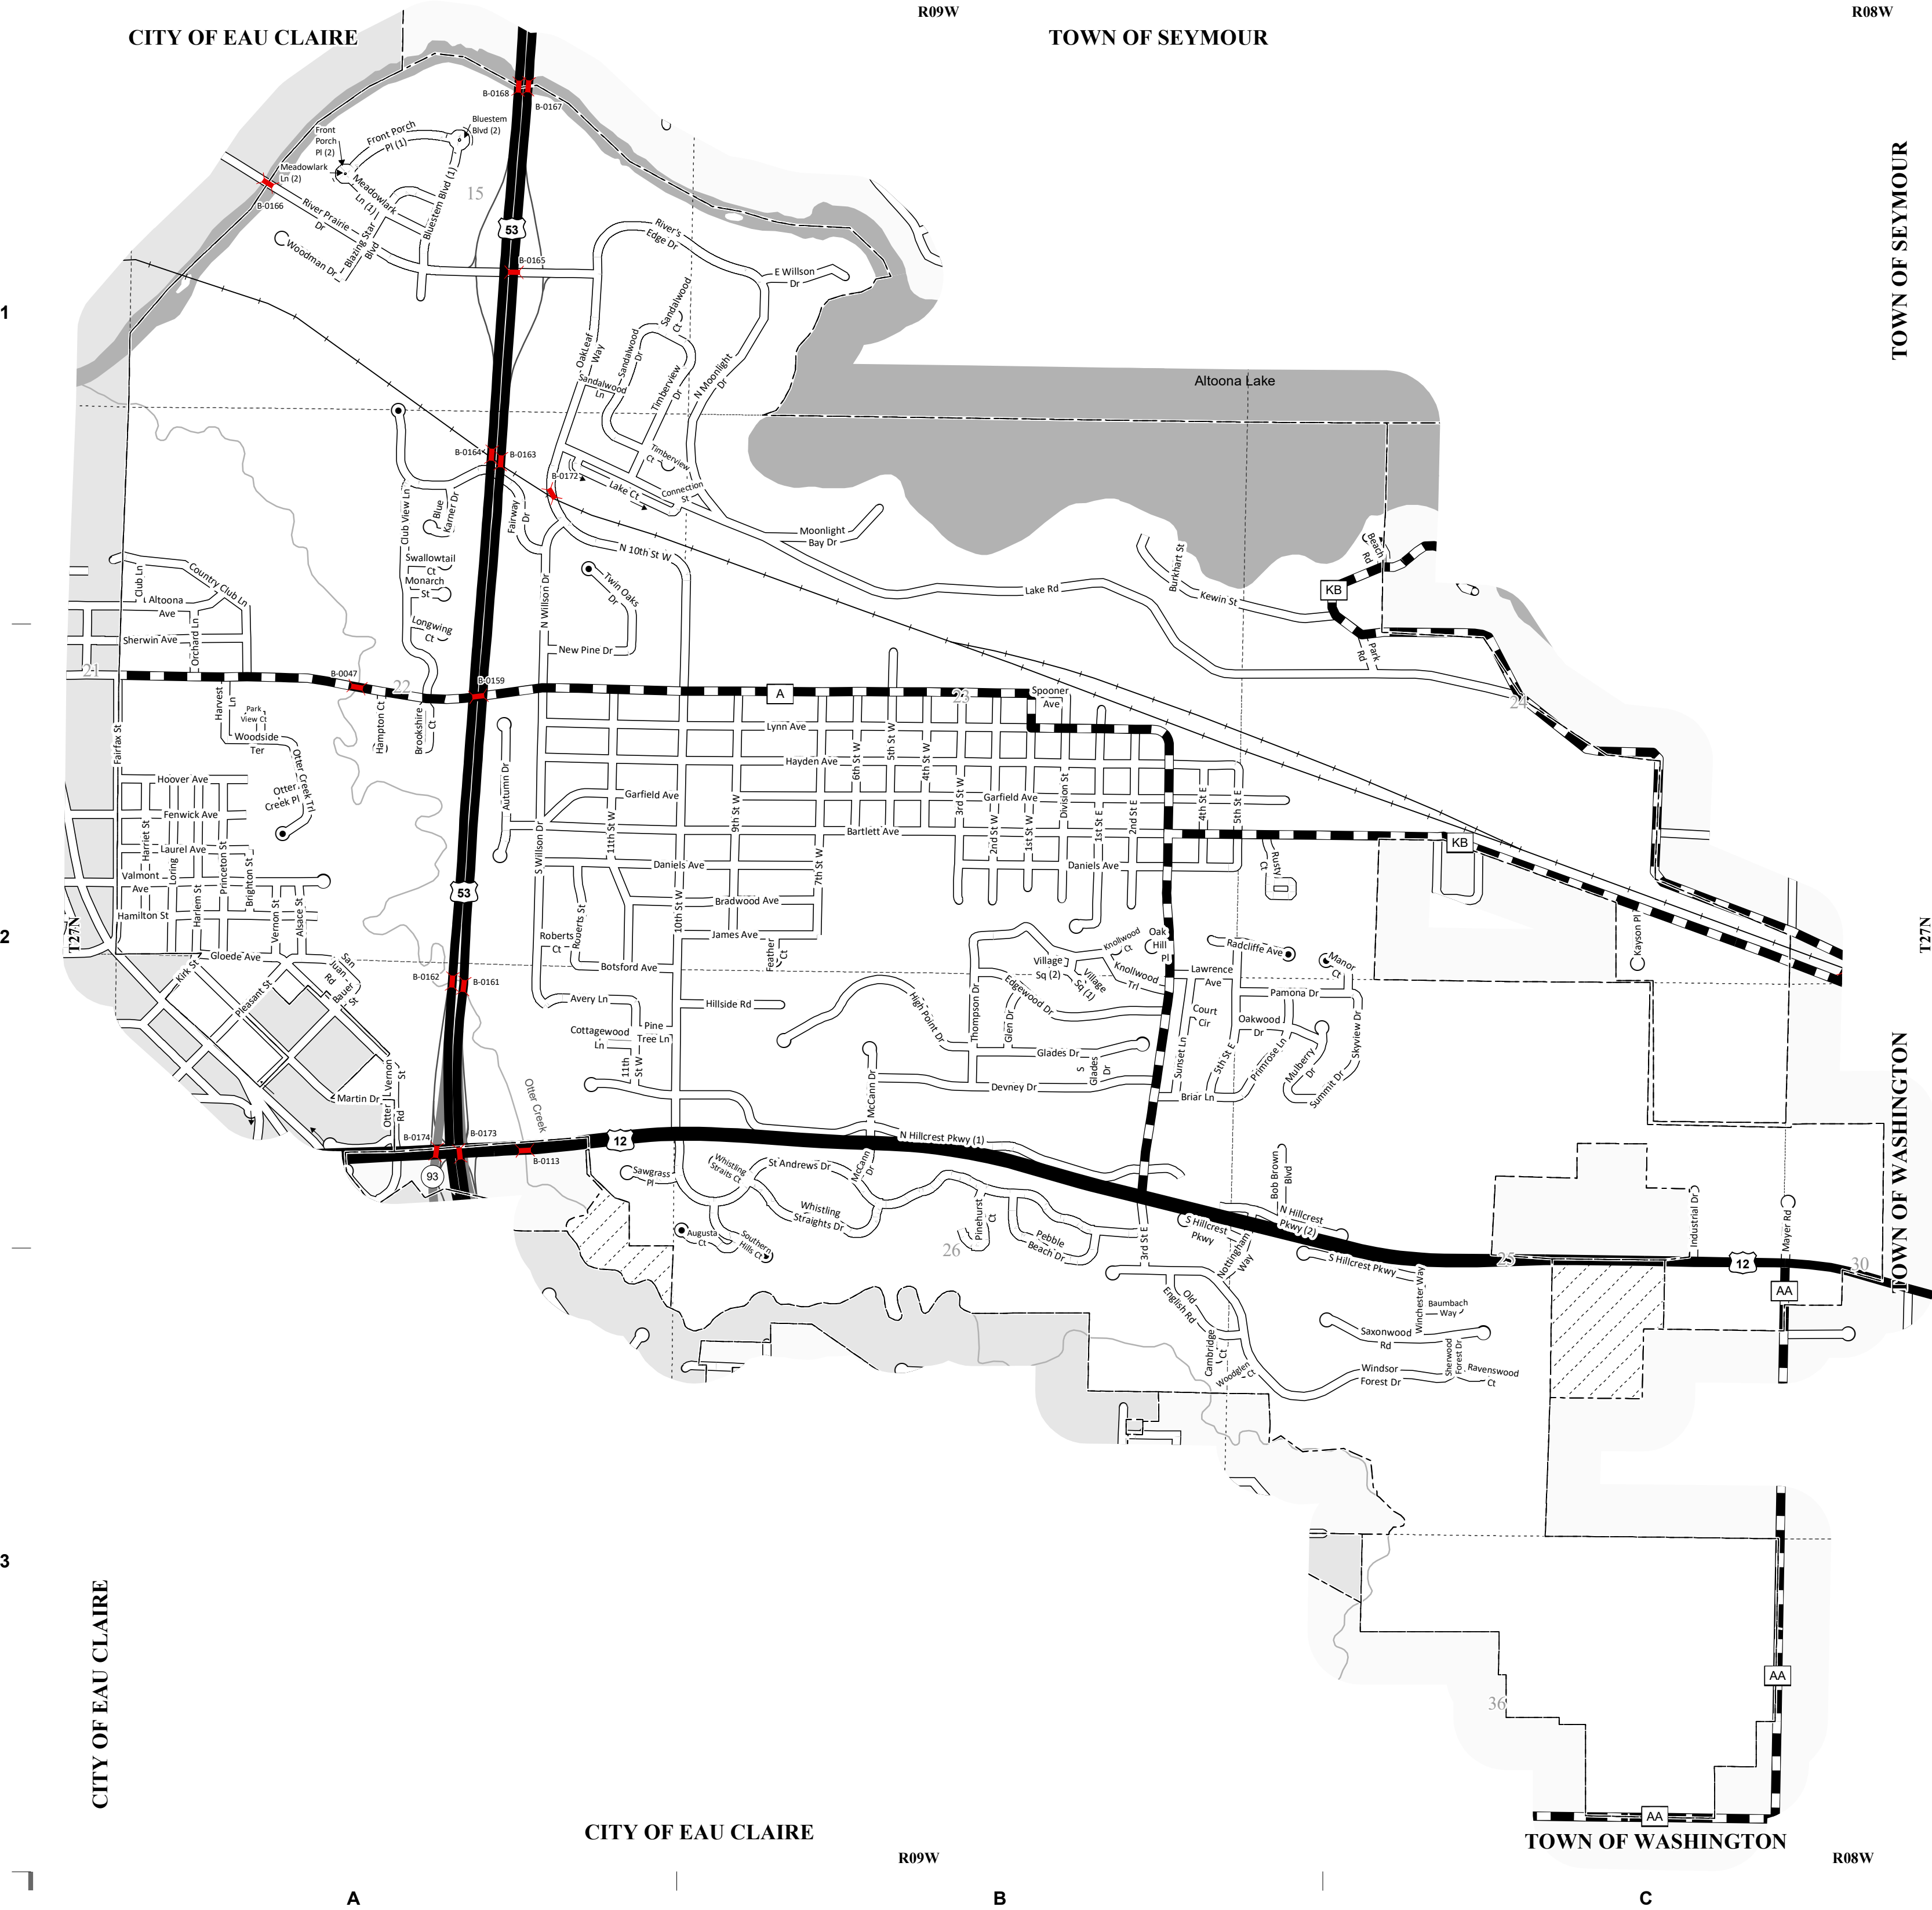 R09W
R08W
CITY OF EAU CLAIRE
TOWN OF SEYMOUR
B-0168
B-0167
Bluestem
Blvd (2)
Front
Porch
Pl (2)
Front Porch
Pl (1)
Meadowlark
Ln (2)
Meadowlark
Ln (1)
B-0166
River Prairie
Dr
Bluestem Blvd (1)
15
Blazing Star
Blvd
Woodman Dr
53
B-0165
River's
Edge Dr
E Willson
Dr
TOWN OF SEYMOUR
1
Sandalwood
Ct
Sandalwood
Dr
OakLeaf
Way
Timberview
Dr
N Moonlight
Dr
Sandalwood
Ln
Altoona Lake
B-0164
B-0163
Timberview
Ct
B-0172
Lake Ct
Connection
St
Club View Ln
Blue
Karner Dr
Fairway
Dr
Moonlight
Bay Dr
N 10th St W
Swallowtail
Ct
Monarch
St
Longwing
Ct
N Willson Dr
Twin Oaks
Dr
New Pine Dr
Lake Rd
Burkhart St
Kewin St
Beach
Rd
KB
Park
Rd
Club Ln
Country Club Ln
Altoona
Ave
Sherwin Ave
Orchard Ln
21
B-0047
22
B-0159
A
23
Spooner
Ave
24
Harvest
Ln
Park
View Ct
Woodside
Ter
Hampton Ct
Brookshire
Ct
Fairfax St
Otter Creek Trl
Otter
Creek Pl
Autumn Dr
Lynn Ave
Hayden Ave
6th St W
5th St W
4th St W
Hoover Ave
Fenwick Ave
Harriet St
Laurel Ave
Loring
Princeton St
Valmont
Ave
Brighton St
Hamilton St
Harlem St
Vernon St
Alsace St
Garfield Ave
Garfield Ave
11th St W
9th St W
3rd St W
2nd St W
1st St W
Division St
1st St E
2nd St E
4th St E
5th St E
Bartlett Ave
KB
S Willson Dr
Daniels Ave
7th St W
Daniels Ave
Rusty
Ct
53
10th St W
Bradwood Ave
2
T27N
T27N
Roberts
Ct
Roberts St
James Ave
Feather
Ct
Botsford Ave
Gloede Ave
San
Juan
Rd
Bauer
St
Kirk St
Pleasant St
B-0162
B-0161
Village
Sq (2)
Village
Sq (1)
Knollwood
Ct
Knollwood
Trl
Oak
Hill
Pl
Radcliffe Ave
Manor
Ct
Kayson Pl
Lawrence
Ave
Avery Ln
Hillside Rd
High Point Dr
Thompson Dr
Edgewood Dr
Glen Dr
Court
Cir
Pamona Dr
Oakwood
Dr
Cottagewood
Ln
Pine
Tree Ln
11th
St W
Glades Dr
S
Glades
Dr
Devney Dr
McCann Dr
Sunset Ln
5th St E
Primrose Ln
Mulberry
Dr
Skyview Dr
Summit Dr
Briar Ln
TOWN OF WASHINGTON
Martin Dr
Vernon
St
Otter
Rd
Otter Creek
B-0174
B-0173
B-0113
12
93
N Hillcrest Pkwy (1)
Sawgrass
Pl
Whistling
Straits Ct
St Andrews Dr
McCann
Dr
Whistling
Straights Dr
Augusta
Ct
Southern
Hills Ct
26
Pinehurst
Ct
Pebble
Beach Dr
3rd St E
S Hillcrest
Pkwy
Nottingham
Way
Bob Brown
Blvd
N Hillcrest
Pkwy (2)
S Hillcrest Pkwy
Industrial Dr
Mayer Rd
25
12
30
AA
Old
English Rd
Winchester Way
Baumbach
Way
Saxonwood
Rd
Cambridge
Ct
Woodglen
Ct
Windsor
Forest Dr
Sherwood
Forest Dr
Ravenswood
Ct
3
CITY OF EAU CLAIRE
36
AA
AA
CITY OF EAU CLAIRE
TOWN OF WASHINGTON
R09W
R08W
A
B
C